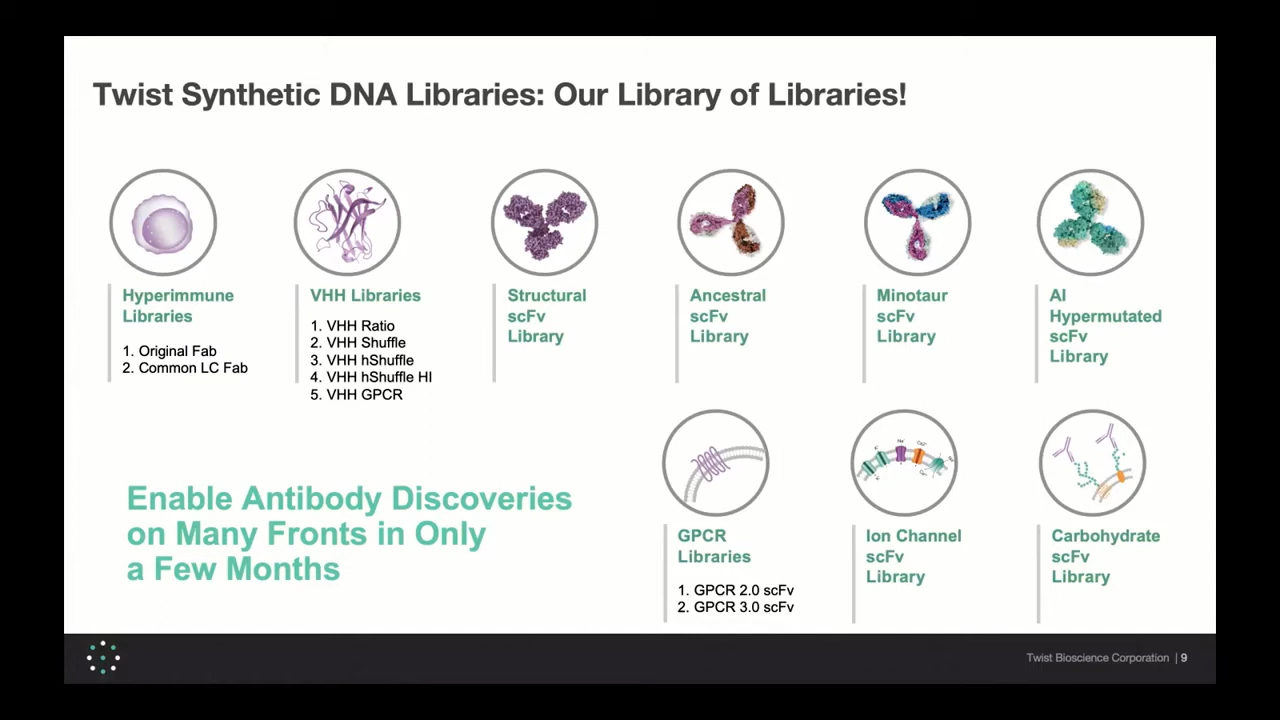 Twist Synthetic DNA Libraries: Our Library of Libraries!
Hyperimmune
Libraries
1. Original Fab
2. Common LC Fab
VHH Libraries
1. VHH Ratio
2. VHH Shuffle
3. VHH hShuffle
4. VHH hShuffle HI
5. VHH GPCR
Structural
scFv
Library
Ancestral
scFv
Library
Minotaur
scFv
Library
AI
Hypermutated
scFv
Library
Enable Antibody Discoveries
on Many Fronts in Only
a Few Months
GPCR
Libraries
1. GPCR 2.0 scFv
2. GPCR 3.0 scFv
Ion Channel
scFv
Library
Carbohydrate
scFv
Library
Twist Bioscience Corporation | 9